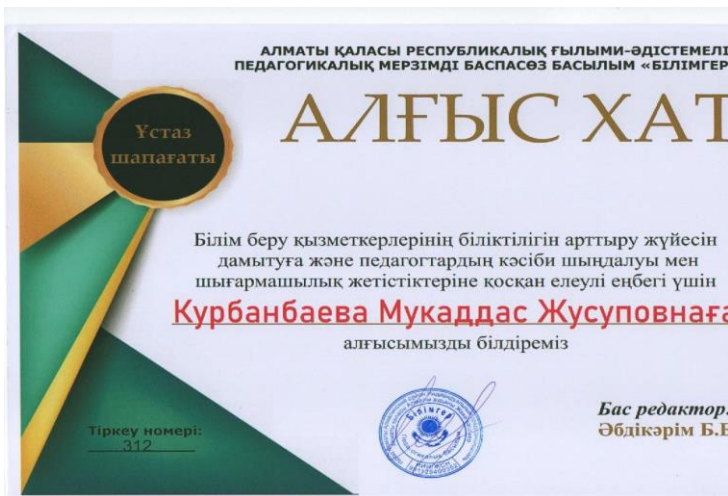 АЛМАТЫ ҚАЛАСЫ РЕСПУБЛИКАЛЫҚ ҒЫЛЫМИ-ӘДІСТЕМЕЛІ
ПЕДАГОГИКАЛЫҚ МЕРЗІМДІ БАСПАСӨЗ БАСЫЛЫМ «БІЛІМГЕР
АЛҒЫС ХАТ
Ұстаз
шапағаты
Білім беру қызметкерлерінің біліктілігін арттыру жүйесін
дамытуға және педагогтардың кәсіби шыңдалуы мен
шығармашылық жетістіктеріне қосқан елеулі еңбегі үшін
Курбанбаева Мукаддас Жусуповнаға
алғысымызды білдіреміз
Білімгер
Бас редактор:
Әбдікәрім Б.Б
Тіркеу номері:
312